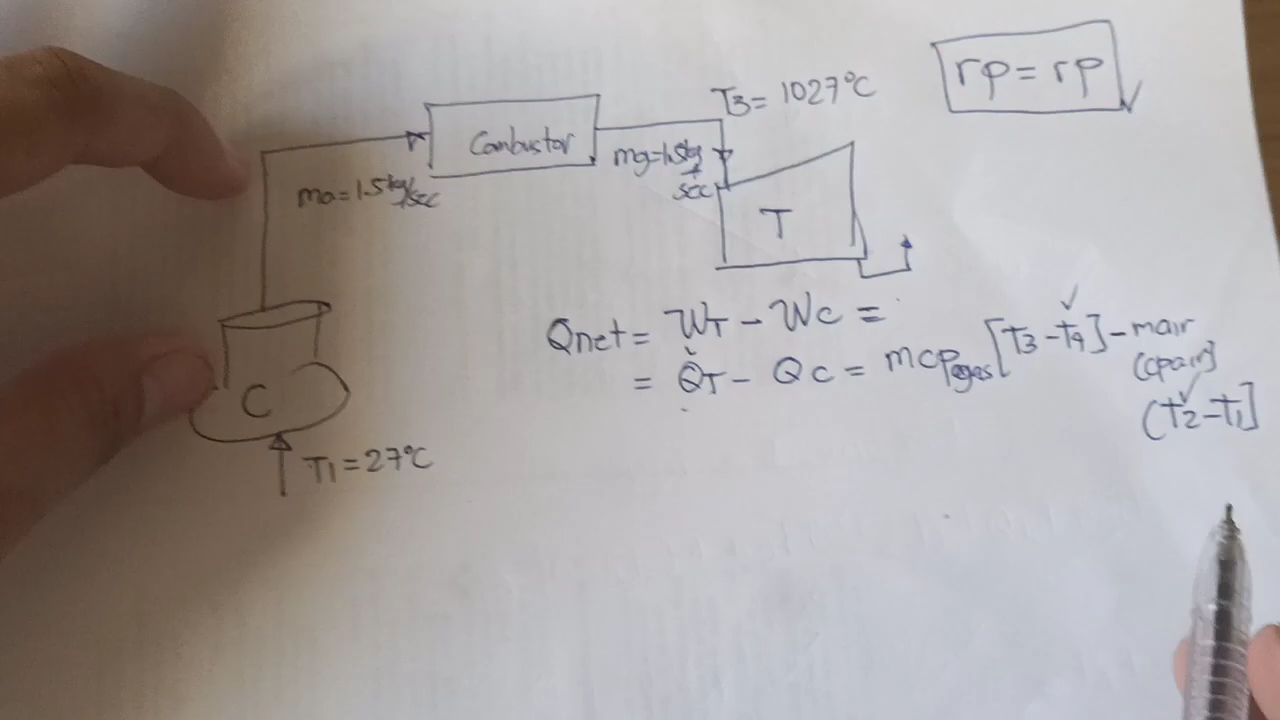 rp = rp
T3 = 1027°C
Combustor
mg=1.5kg/sec
ma=1.5kg/sec
T
C
T1=27°C
Qnet = WT - WC =
= QT - QC = mcpgas [T3-T4] - mair
(cpair)
(T2-T1]